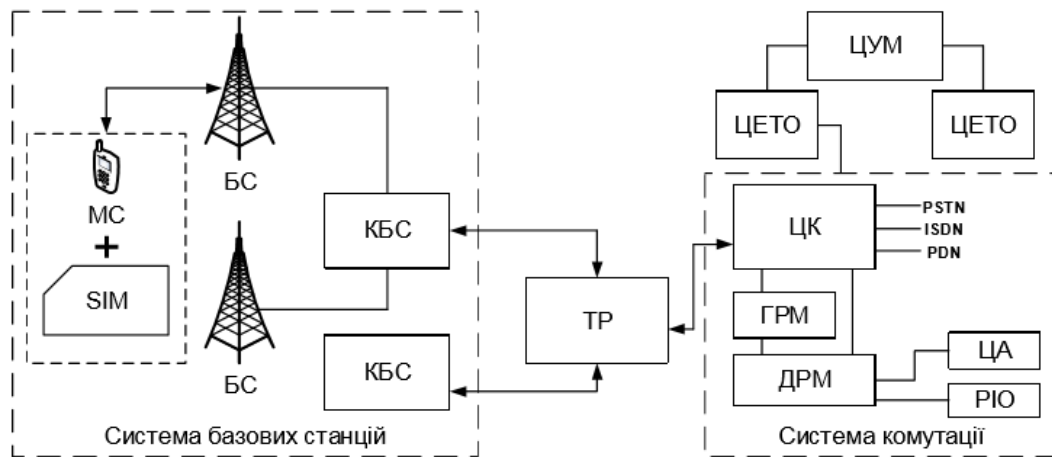 ЦУМ
ЦЕТО
ЦЕТО
БС
МС
SIM
БС
КБС
КБС
ТР
ЦК
PSTN
ISDN
PDN
ГРМ
ДРМ
ЦА
РІО
Система базових станцій
Система комутації